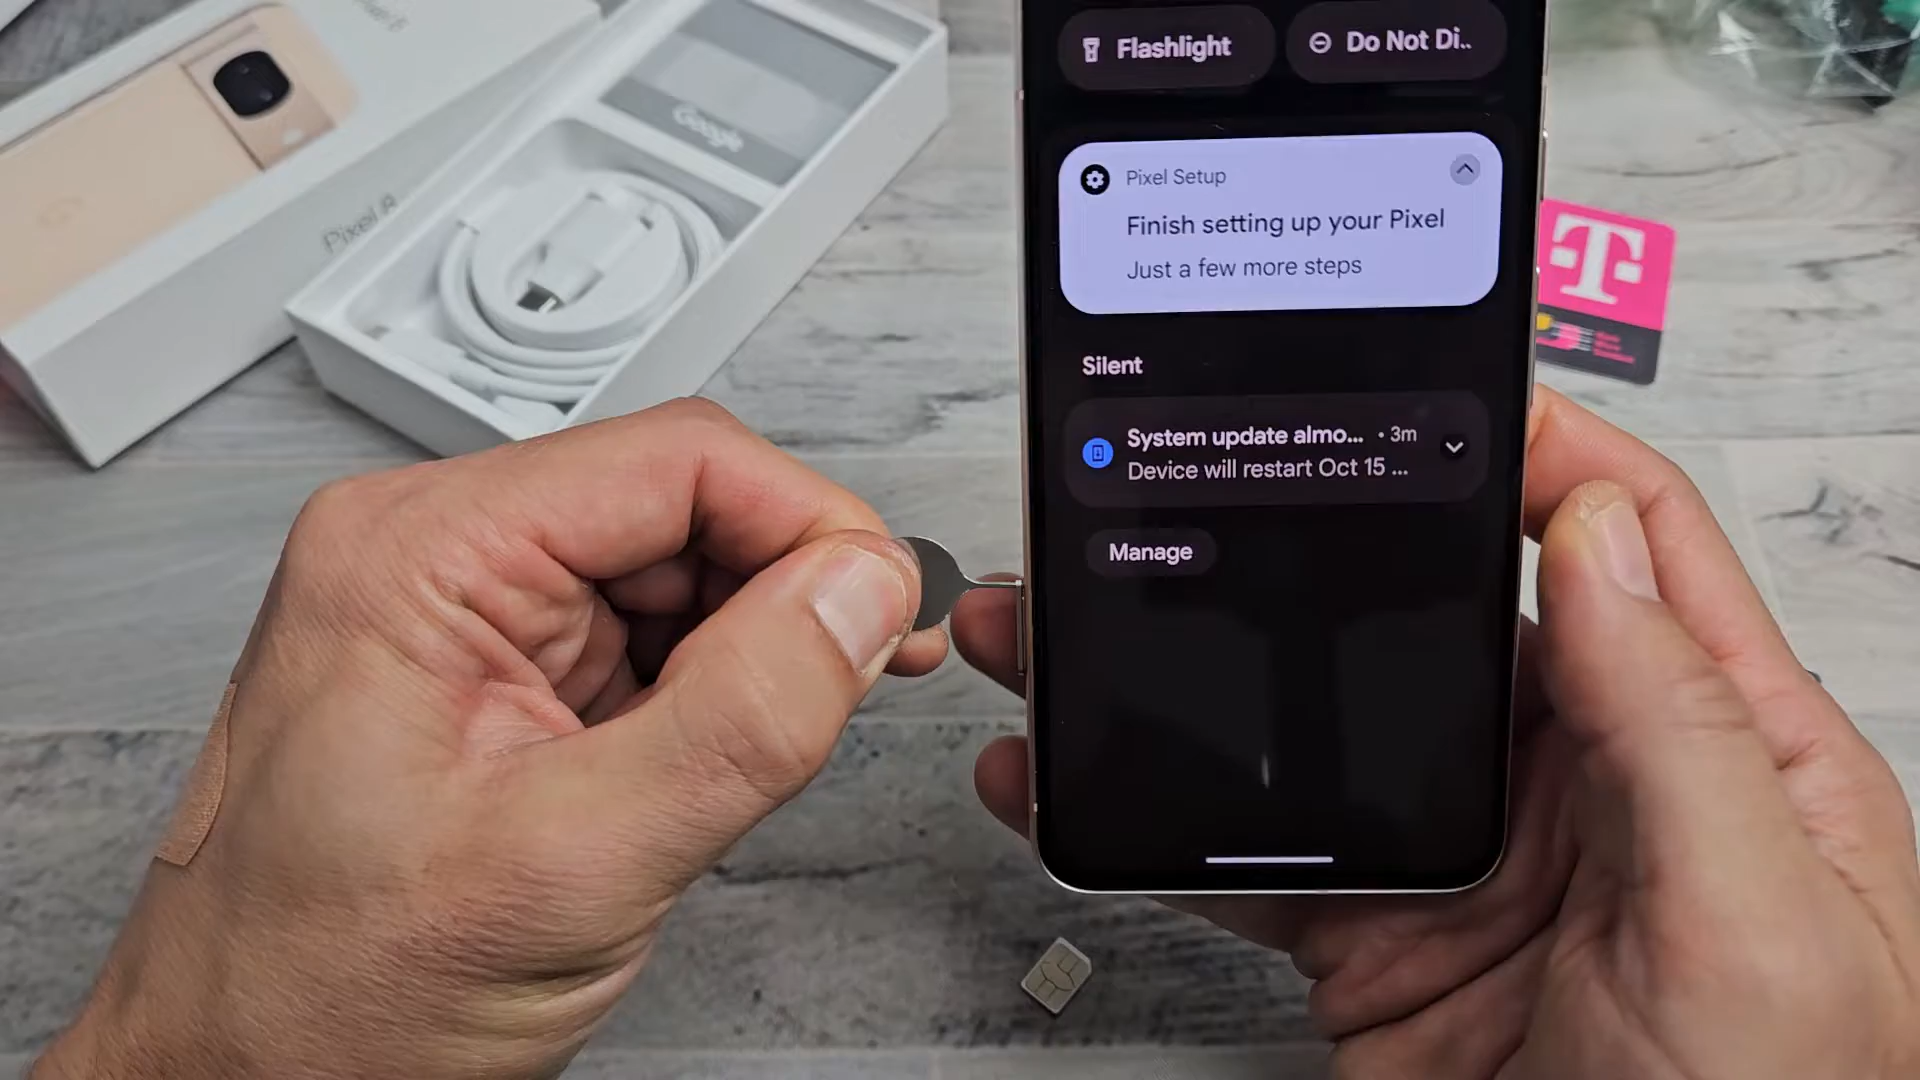 Flashlight
Do Not Di..
Pixel 8
Google
Pixel Setup
Finish setting up your Pixel
Just a few more steps
T
Silent
System update almo... • 3m
Device will restart Oct 15 ...
Manage